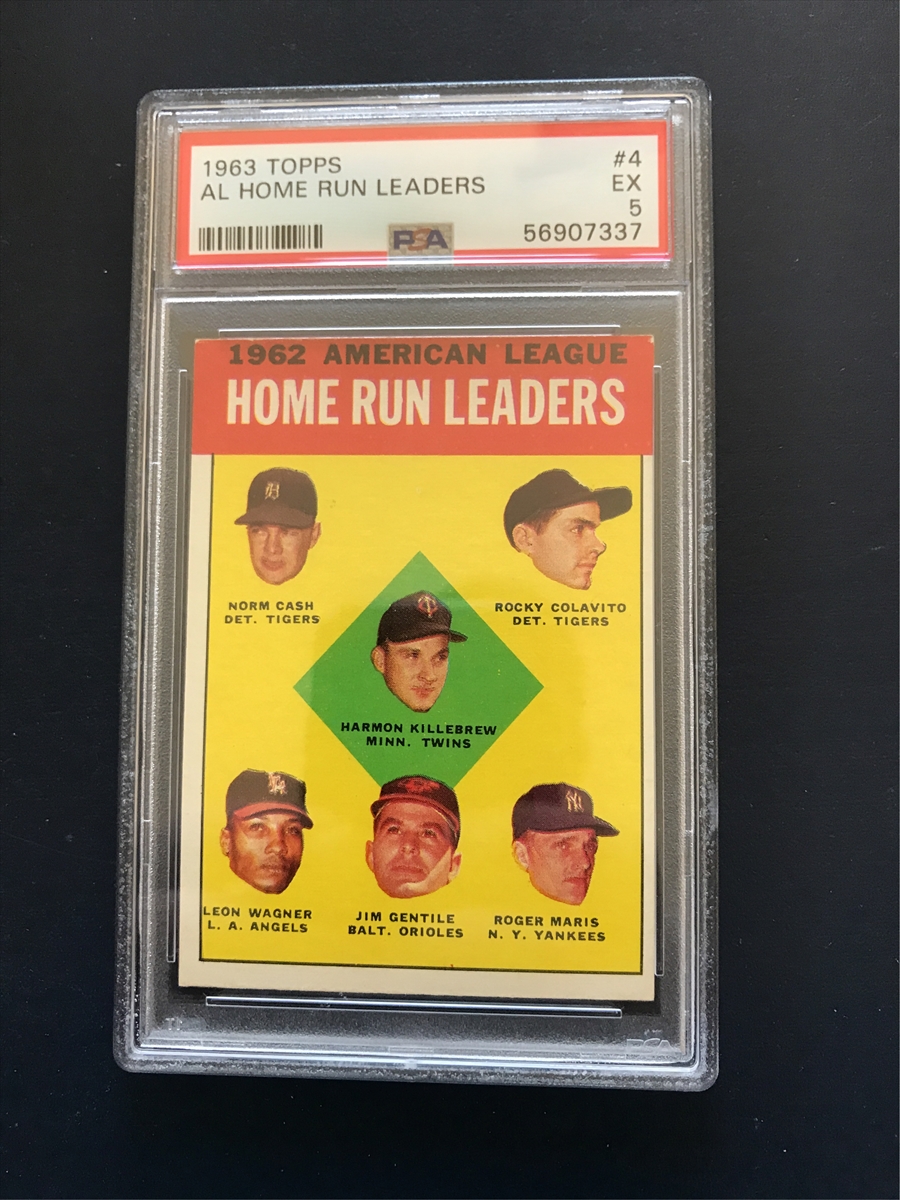 1963 TOPPS #4
AL HOME RUN LEADERS EX
5
PSA 56907337
1962 AMERICAN LEAGUE
HOME RUN LEADERS
NORM CASH
DET. TIGERS
ROCKY COLAVITO
DET. TIGERS
HARMON KILLEBREW
MINN. TWINS
LEON WAGNER
L. A. ANGELS
JIM GENTILE
BALT. ORIOLES
ROGER MARIS
N. Y. YANKEES
PSA